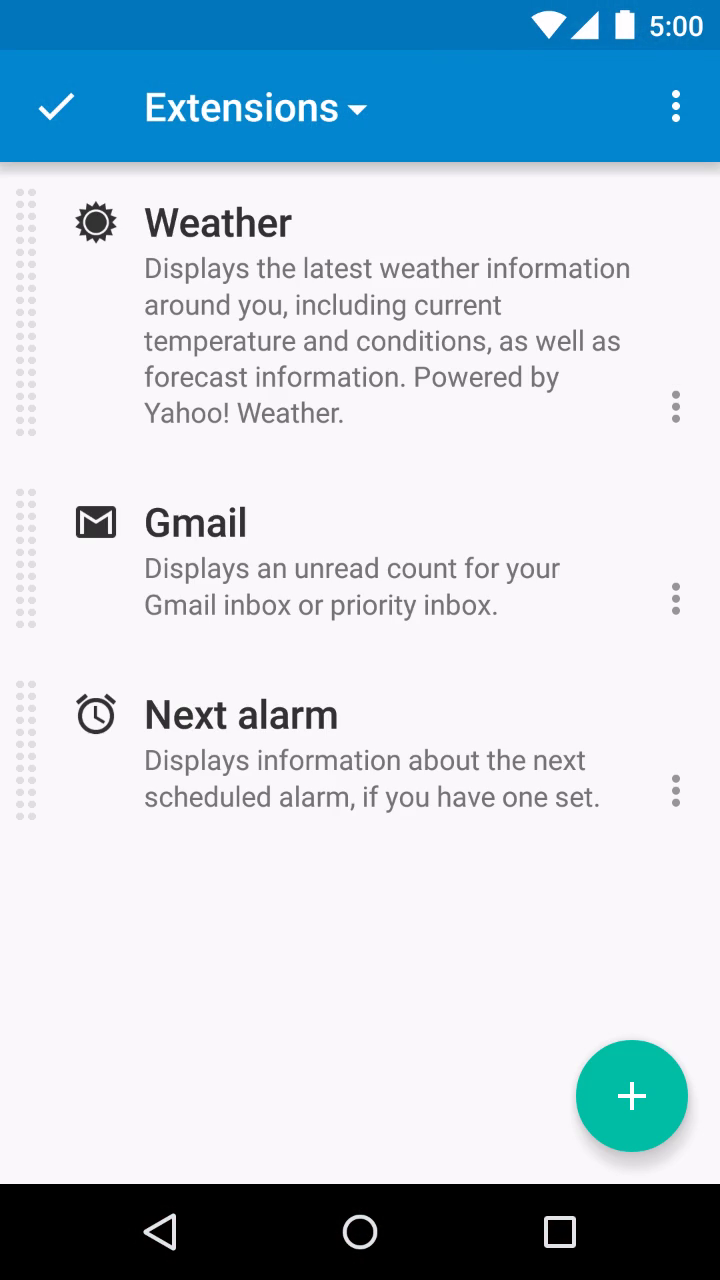 5:00
Extensions
Weather
Displays the latest weather information
around you, including current
temperature and conditions, as well as
forecast information. Powered by
Yahoo! Weather.
Gmail
Displays an unread count for your
Gmail inbox or priority inbox.
Next alarm
Displays information about the next
scheduled alarm, if you have one set.